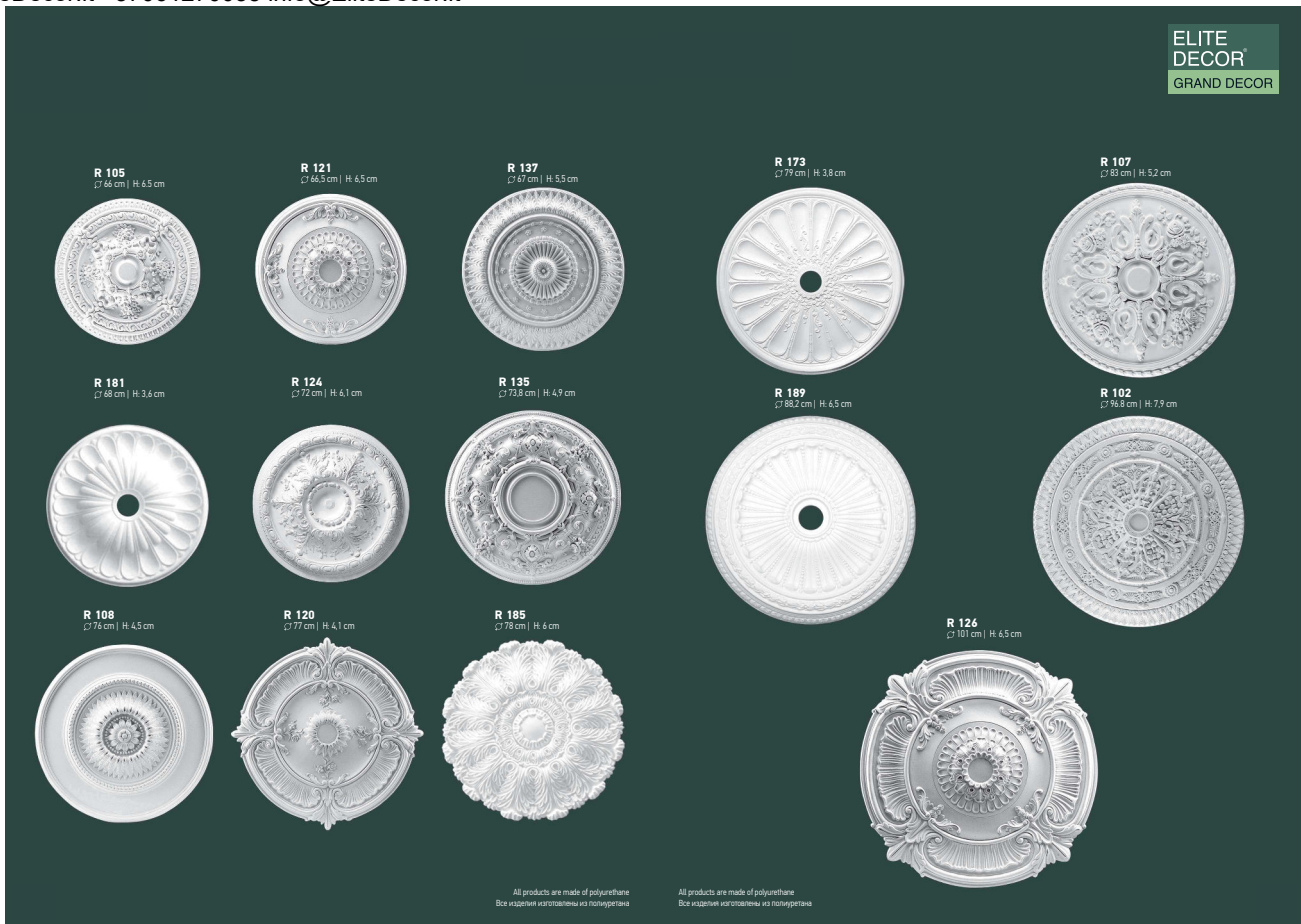 ELITE
DECOR®
GRAND DECOR
R 105
66 cm | H: 6.5 cm
R 121
66,5 cm | H: 6,5 cm
R 137
67 cm | H: 5,5 cm
R 173
79 cm | H: 3,8 cm
R 107
83 cm | H: 5,2 cm
R 181
68 cm | H: 3,6 cm
R 124
72 cm | H: 6,1 cm
R 135
73,8 cm | H: 4,9 cm
R 189
88,2 cm | H: 6,5 cm
R 102
96.8 cm | H: 7,9 cm
R 108
76 cm | H: 4,5 cm
R 120
77 cm | H: 4,1 cm
R 185
78 cm | H: 6 cm
R 126
101 cm | H: 6,5 cm
All products are made of polyurethane
Все изделия изготовлены из полиуретана
All products are made of polyurethane
Все изделия изготовлены из полиуретана